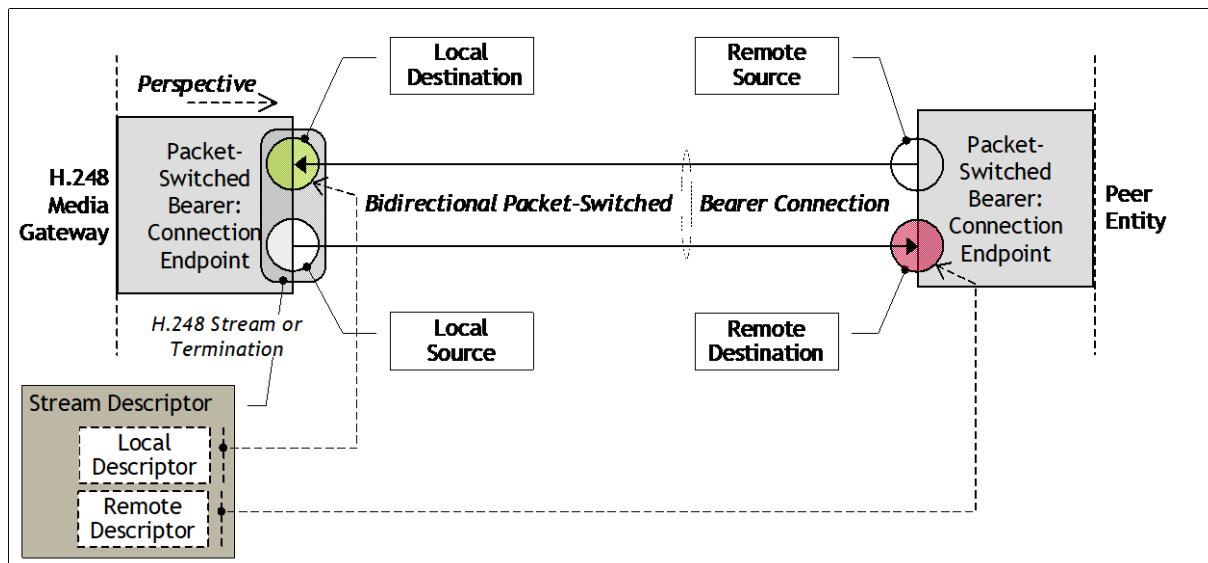 Local
Destination
Remote
Source
Perspective
Packet-
Switched
Bearer:
Connection
Endpoint
H.248
Media
Gateway
Bidirectional Packet-Switched
Bearer Connection
Packet-
Switched
Bearer:
Connection
Endpoint
Peer
Entity
H.248 Stream or
Termination
Local
Source
Remote
Destination
Stream Descriptor
Local
Descriptor
Remote
Descriptor